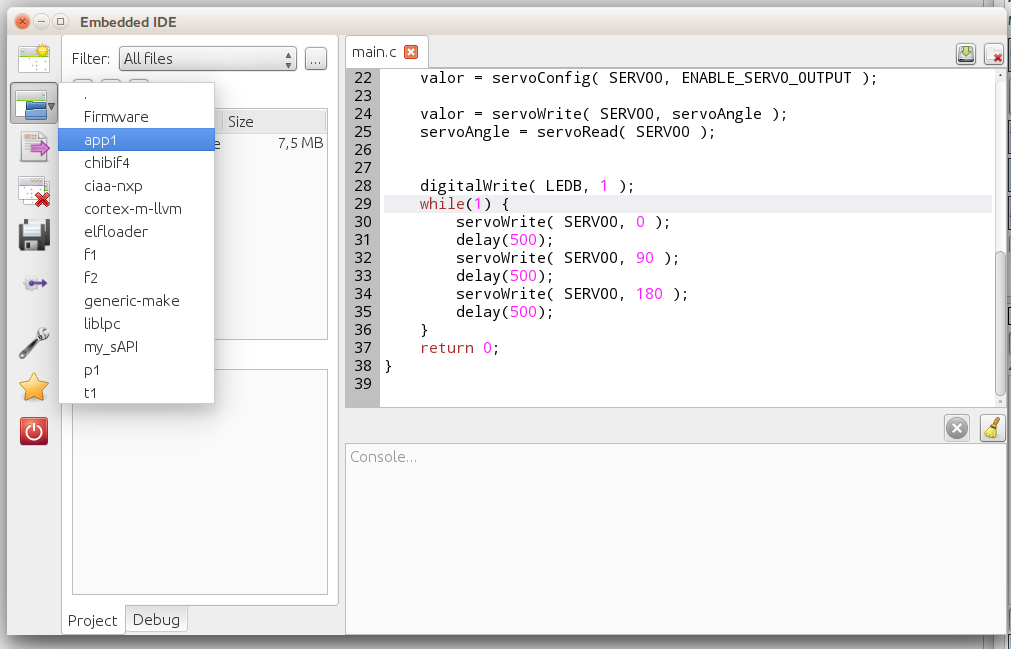 Embedded IDE
Filter: All files ...
.
Firmware
app1
chibif4
ciaa-nxp
cortex-m-llvm
elfloader
f1
f2
generic-make
liblpc
my_sAPI
p1
t1
Size
7,5 MB
Project
Debug
main.c
22 valor = servoConfig( SERVO0, ENABLE_SERVO_OUTPUT );
23
24 valor = servoWrite( SERVO0, servoAngle );
25 servoAngle = servoRead( SERVO0 );
26
27
28 digitalWrite( LEDB, 1 );
29 while(1) {
30 servoWrite( SERVO0, 0 );
31 delay(500);
32 servoWrite( SERVO0, 90 );
33 delay(500);
34 servoWrite( SERVO0, 180 );
35 delay(500);
36 }
37 return 0;
38 }
39
Console...